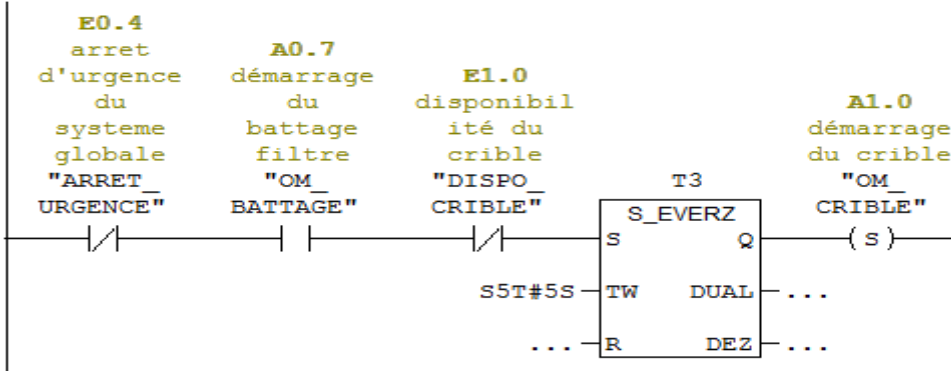 E0.4
arret
d'urgence
du
systeme
globale
"ARRET_
URGENCE"
A0.7
démarrage
du
battage
filtre
"OM_
BATTAGE"
E1.0
disponibil
ité du
crible
"DISPO_
CRIBLE"
T3
S_EVERZ
S Q
S5T#5S TW DUAL ...
... R DEZ ...
A1.0
démarrage
du crible
"OM_
CRIBLE"
S